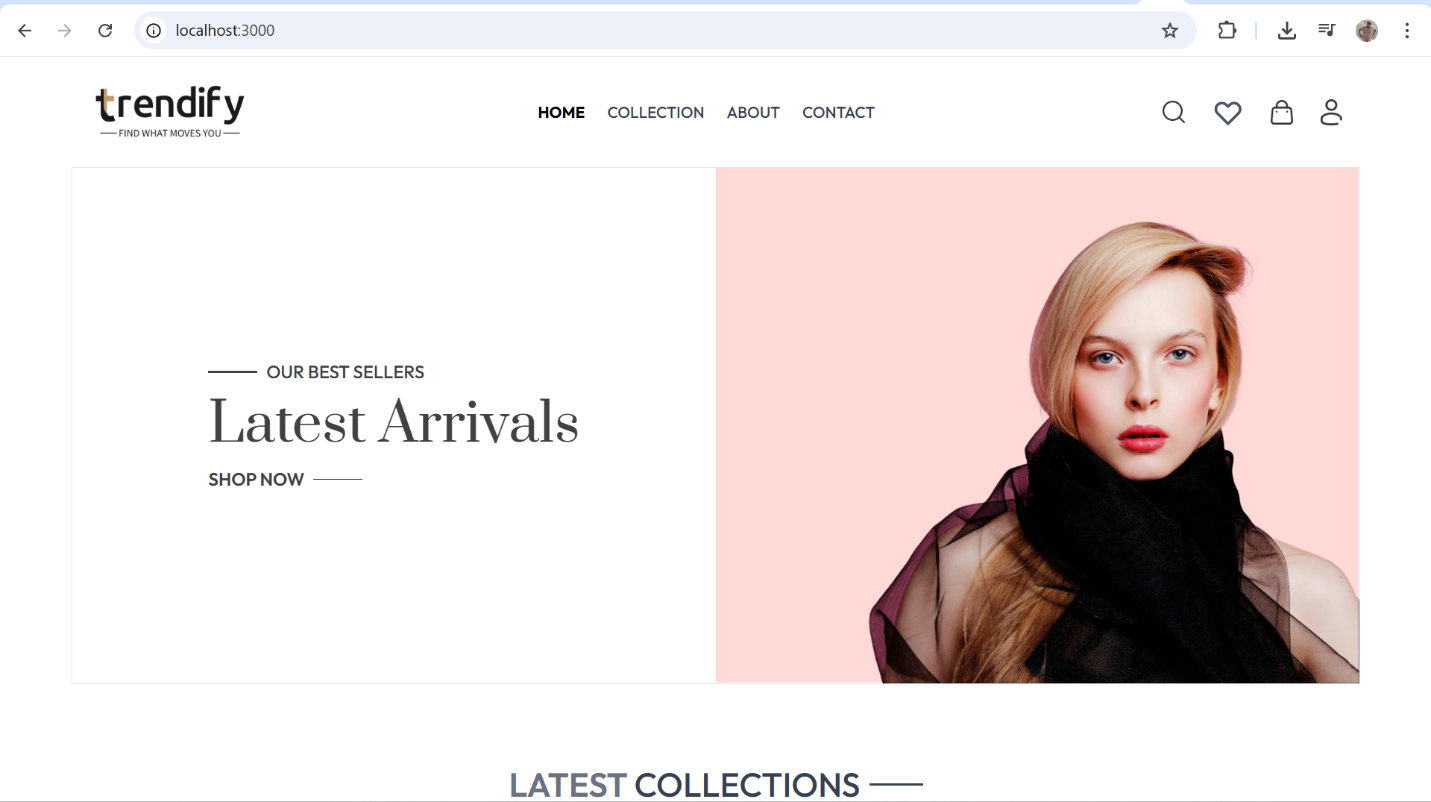 localhost:3000
trendify
FIND WHAT MOVES YOU
HOME COLLECTION ABOUT CONTACT
OUR BEST SELLERS
Latest Arrivals
SHOP NOW
LATEST COLLECTIONS